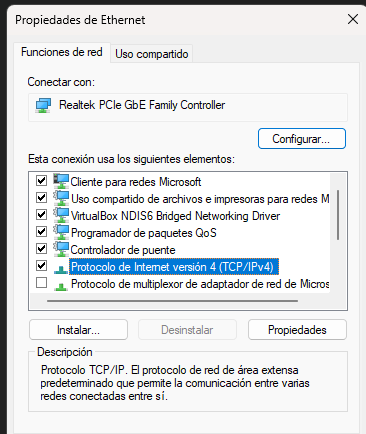 Propiedades de Ethernet
Funciones de red
Uso compartido
Conectar con:
Realtek PCIe GbE Family Controller
Configurar...
Esta conexión usa los siguientes elementos:
Cliente para redes Microsoft
Uso compartido de archivos e impresoras para redes M
VirtualBox NDIS6 Bridged Networking Driver
Programador de paquetes QoS
Controlador de puente
Protocolo de Internet versión 4 (TCP/IPv4)
Protocolo de multiplexor de adaptador de red de Micros
Instalar...
Desinstalar
Propiedades
Descripción
Protocolo TCP/IP. El protocolo de red de área extensa
predeterminado que permite la comunicación entre varias
redes conectadas entre sí.